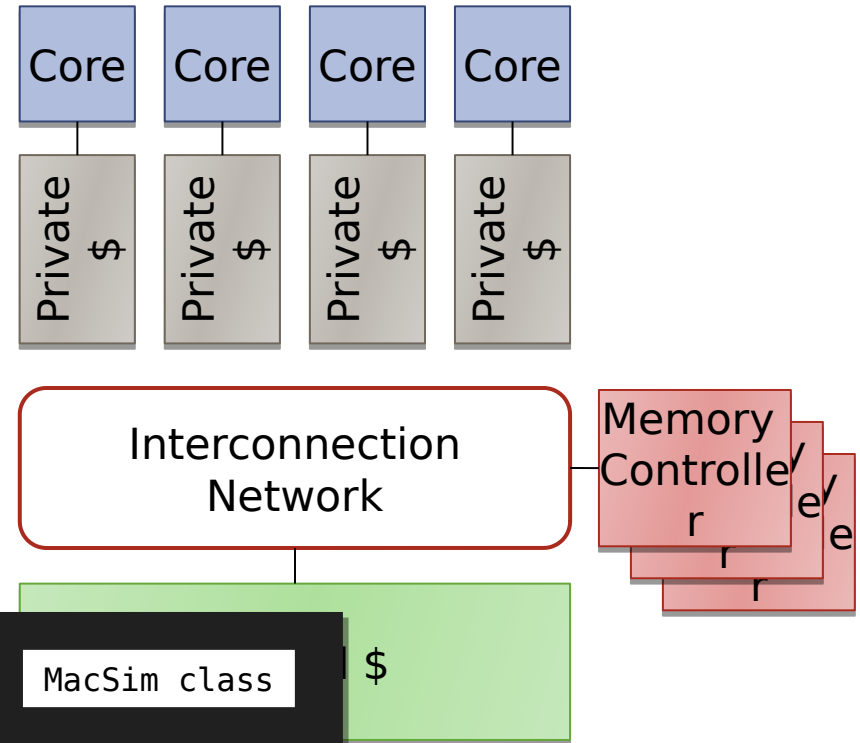 Core Core Core Core
Private
$
Private
$
Private
$
Private
$
Interconnection
Network
Memory
Controlle
r
y
e
r
y
e
r
$
MacSim class